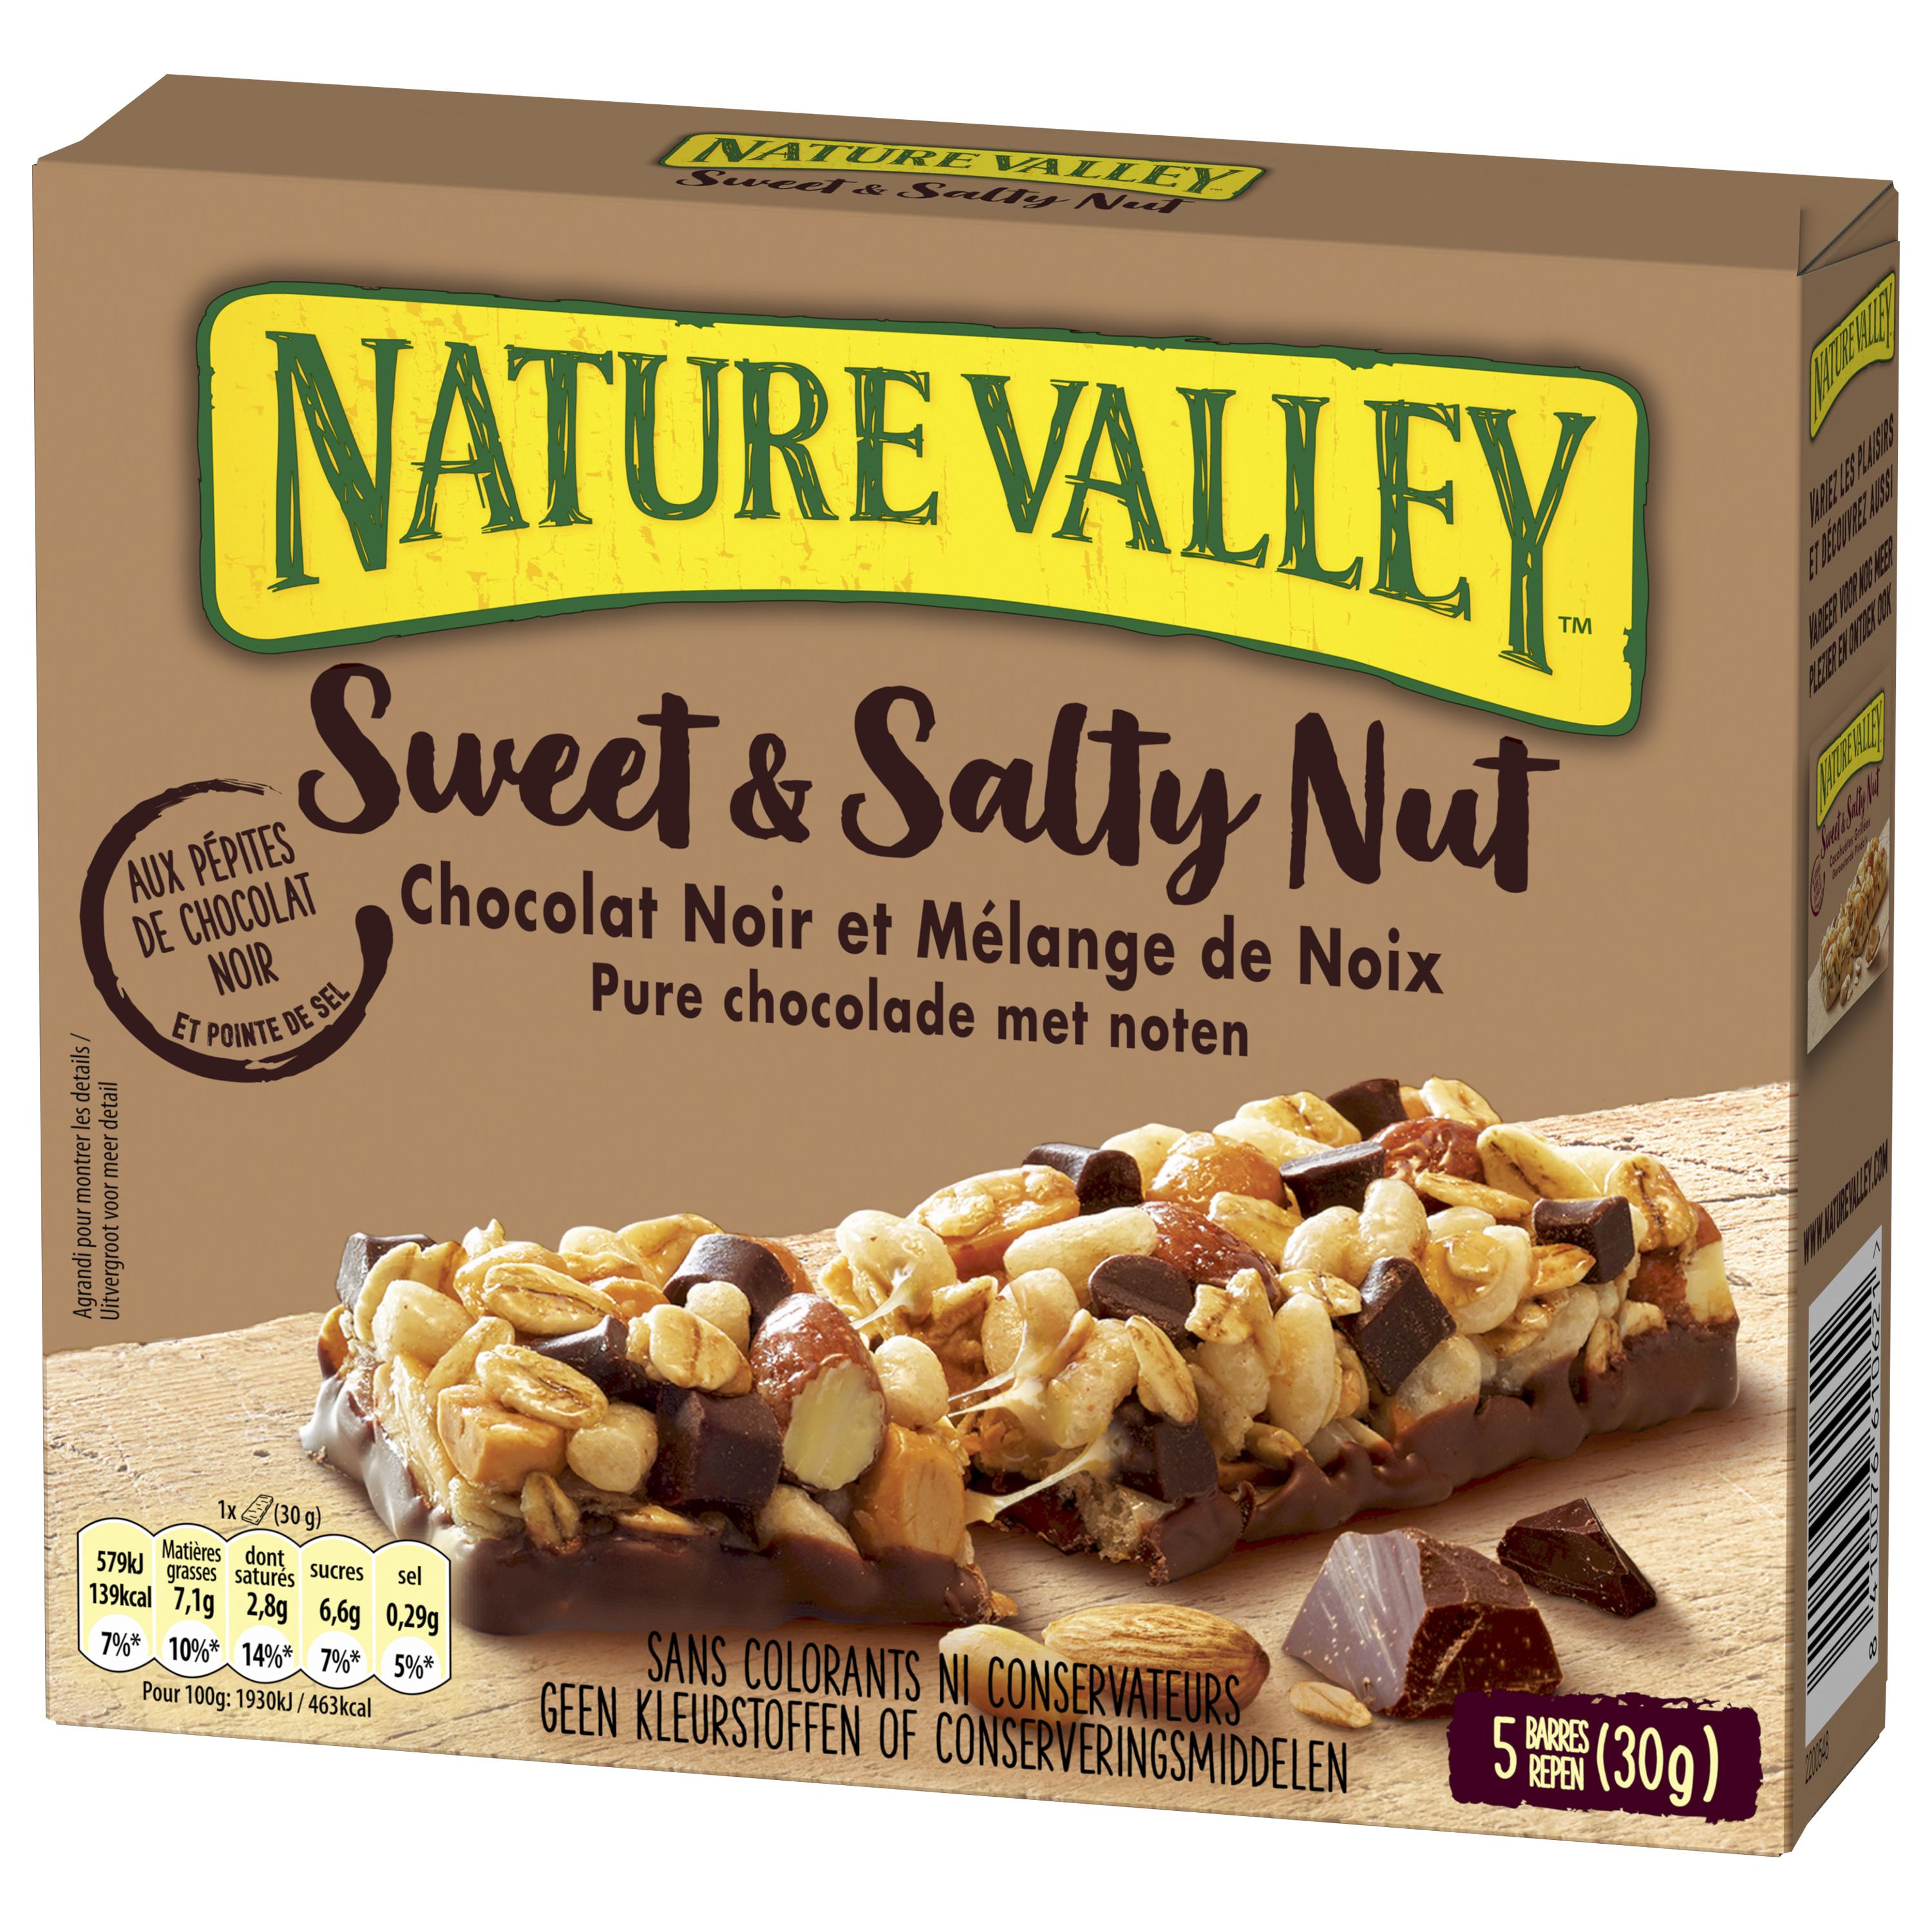 NATURE VALLEY
Sweet & Salty Nut
NATURE VALLEY™
Sweet & Salty Nut
Chocolat Noir et Mélange de Noix
Pure chocolade met noten
AUX PÉPITES
DE CHOCOLAT
NOIR
ET POINTE DE SEL
Agrandi pour montrer les details /
Uitvergroot voor meer detail
1x (30 g)
579kJ
139kcal
7%*
Matières
grasses
7,1g
10%*
dont
saturés
2,8g
14%*
sucres
6,6g
7%*
sel
0,29g
5%*
Pour 100g: 1930kJ / 463kcal
SANS COLORANTS NI CONSERVATEURS
GEEN KLEURSTOFFEN OF CONSERVERINGSMIDDELEN
5 BARRES
REPEN
(30g)
NATURE VALLEY
VARIEZ LES PLAISIRS
ET DÉCOUVREZ AUSSI
VARIEER VOOR NOG MEER
PLEZIER EN ONTDEK OOK
NATURE VALLEY
Sweet & Salty Nut
WWW.NATUREVALLEY.COM
8 410076 610621 >